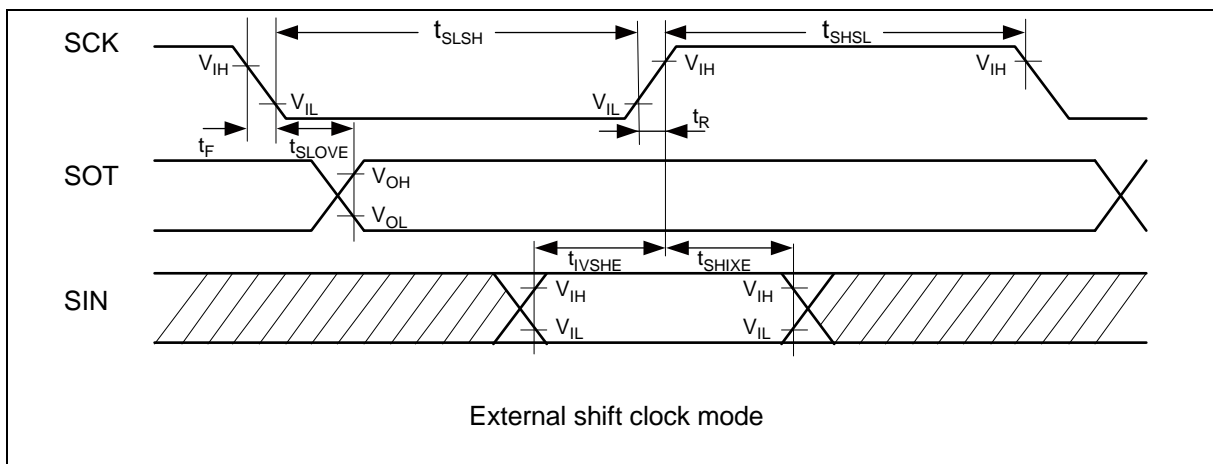 SCK
tSLSH
tSHSL
VIH
VIH
VIH
VIL
VIL
tF
tSLOVE
tR
SOT
VOH
VOL
tIVSHE
tSHIXE
SIN
VIH
VIH
VIL
VIL
External shift clock mode